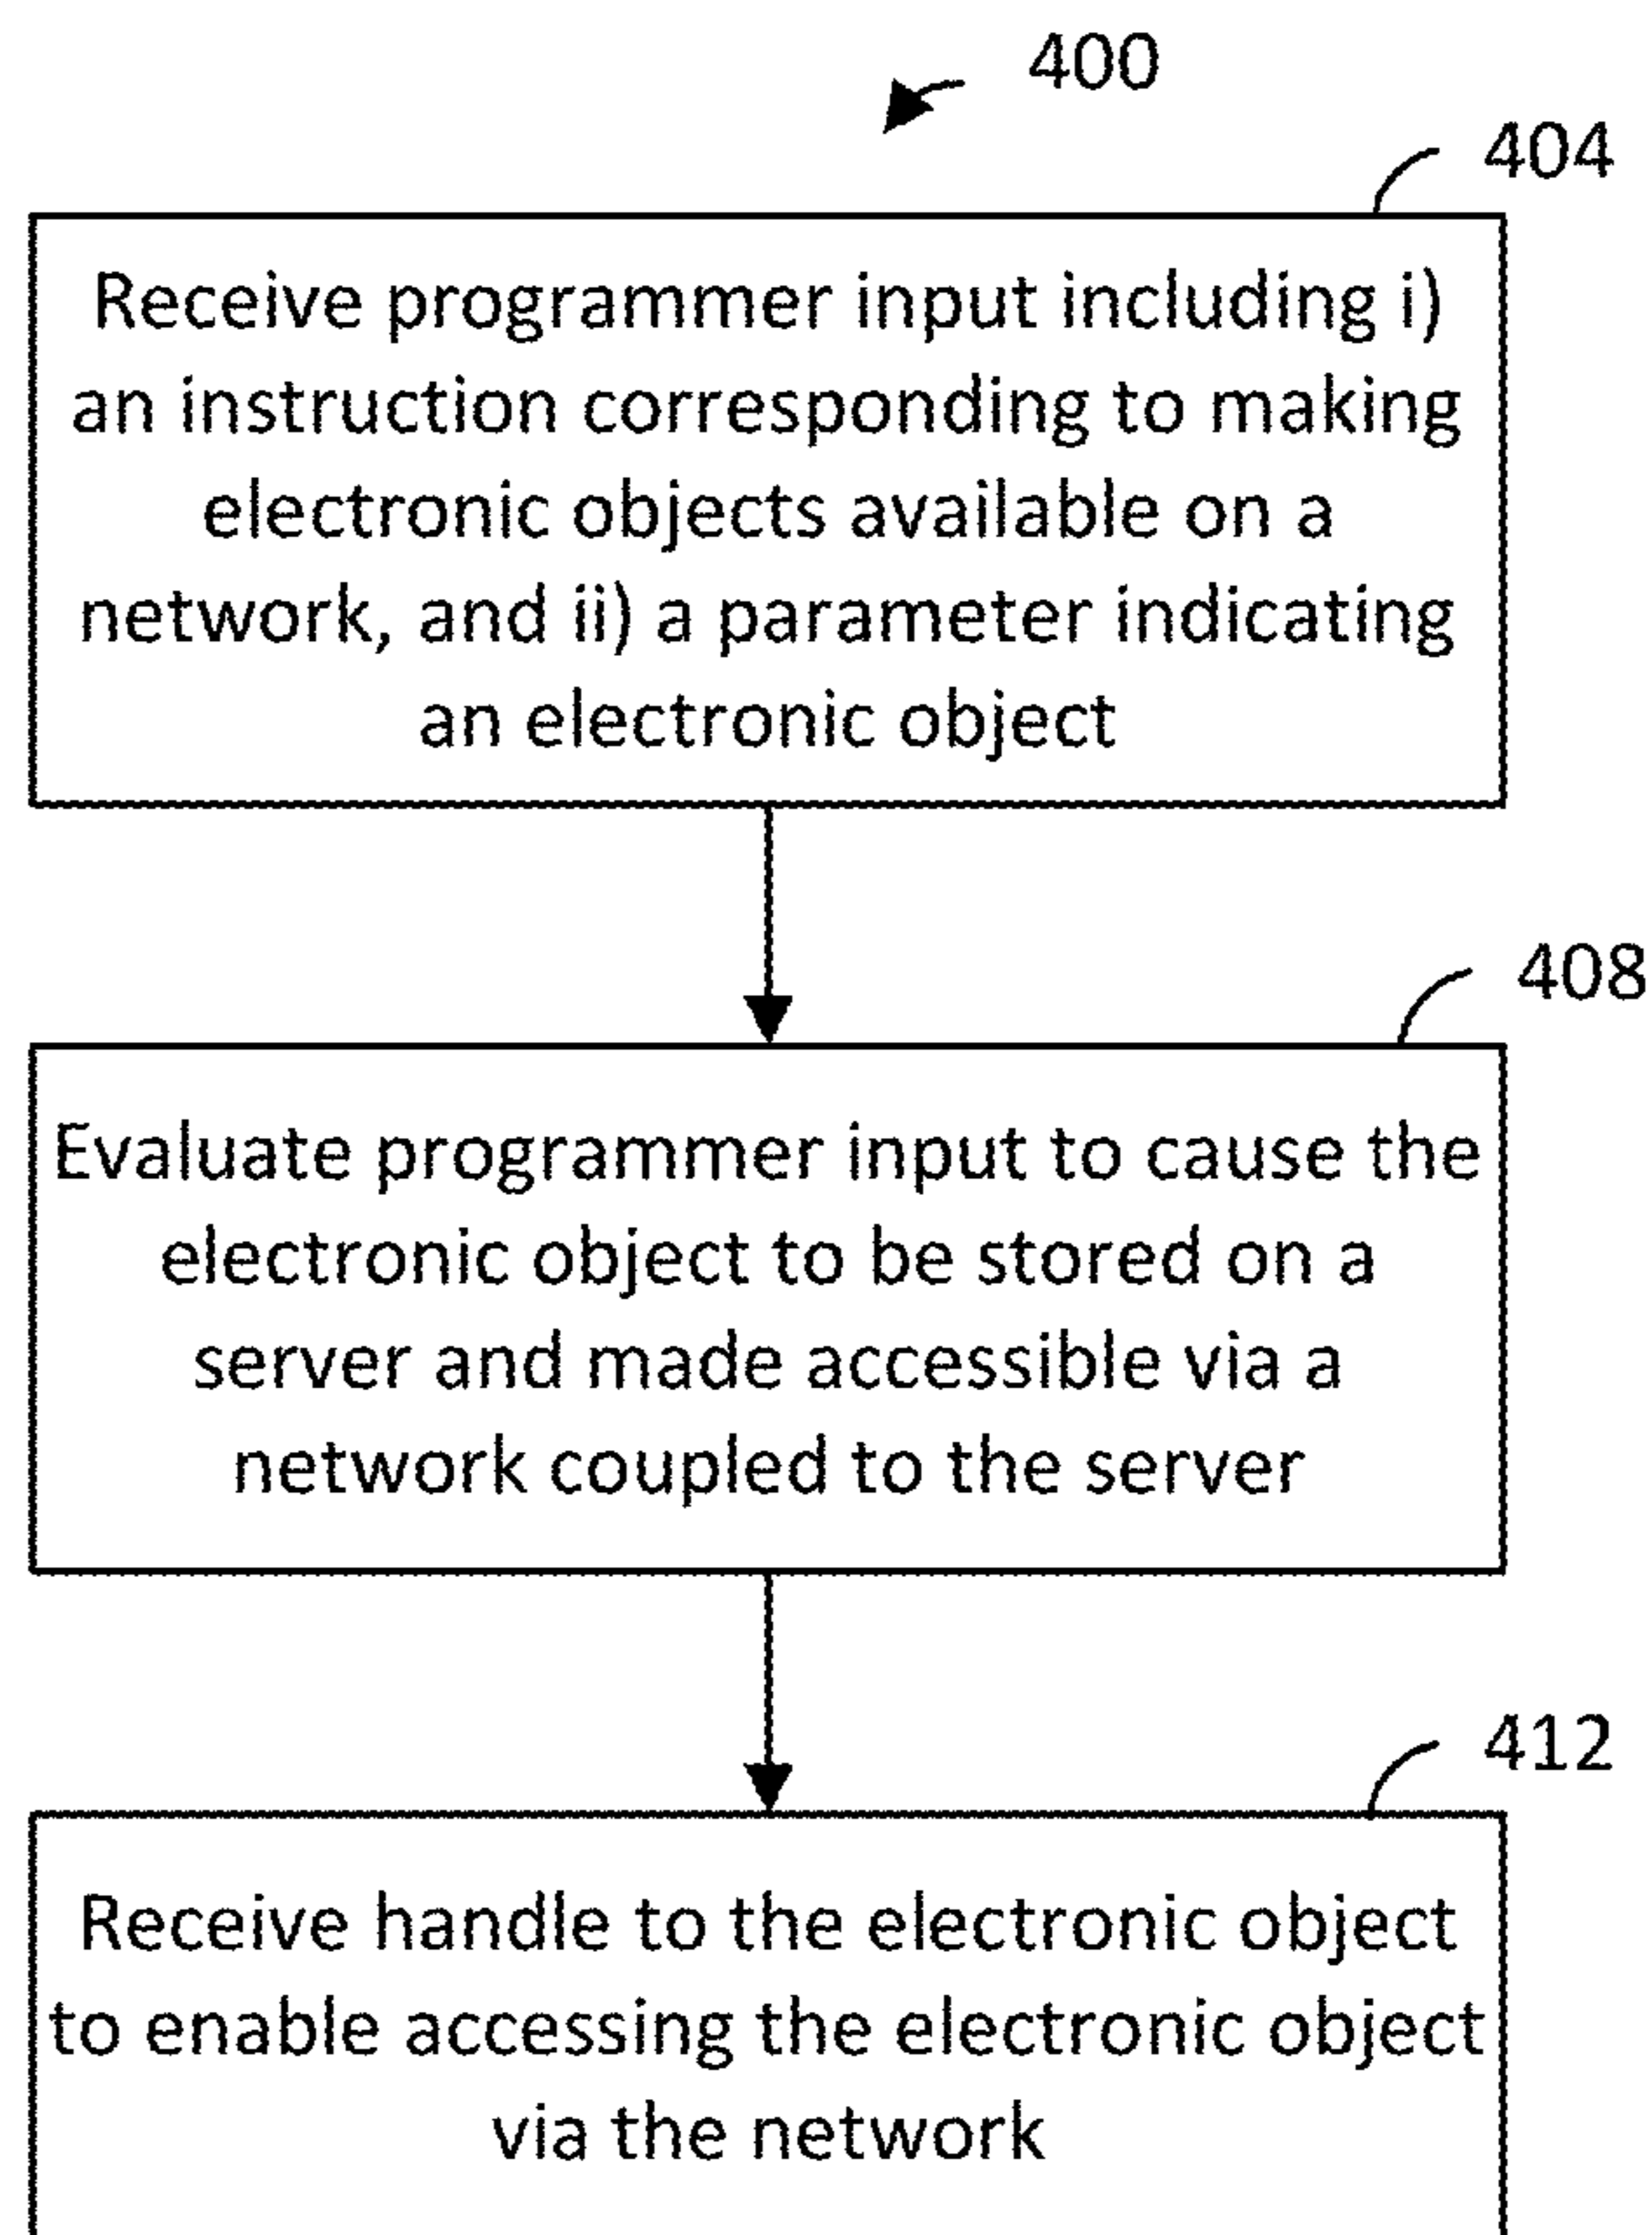 400
404
Receive programmer input including i)
an instruction corresponding to making
electronic objects available on a
network, and ii) a parameter indicating
an electronic object
408
Evaluate programmer input to cause the
electronic object to be stored on a
server and made accessible via a
network coupled to the server
412
Receive handle to the electronic object
to enable accessing the electronic object
via the network